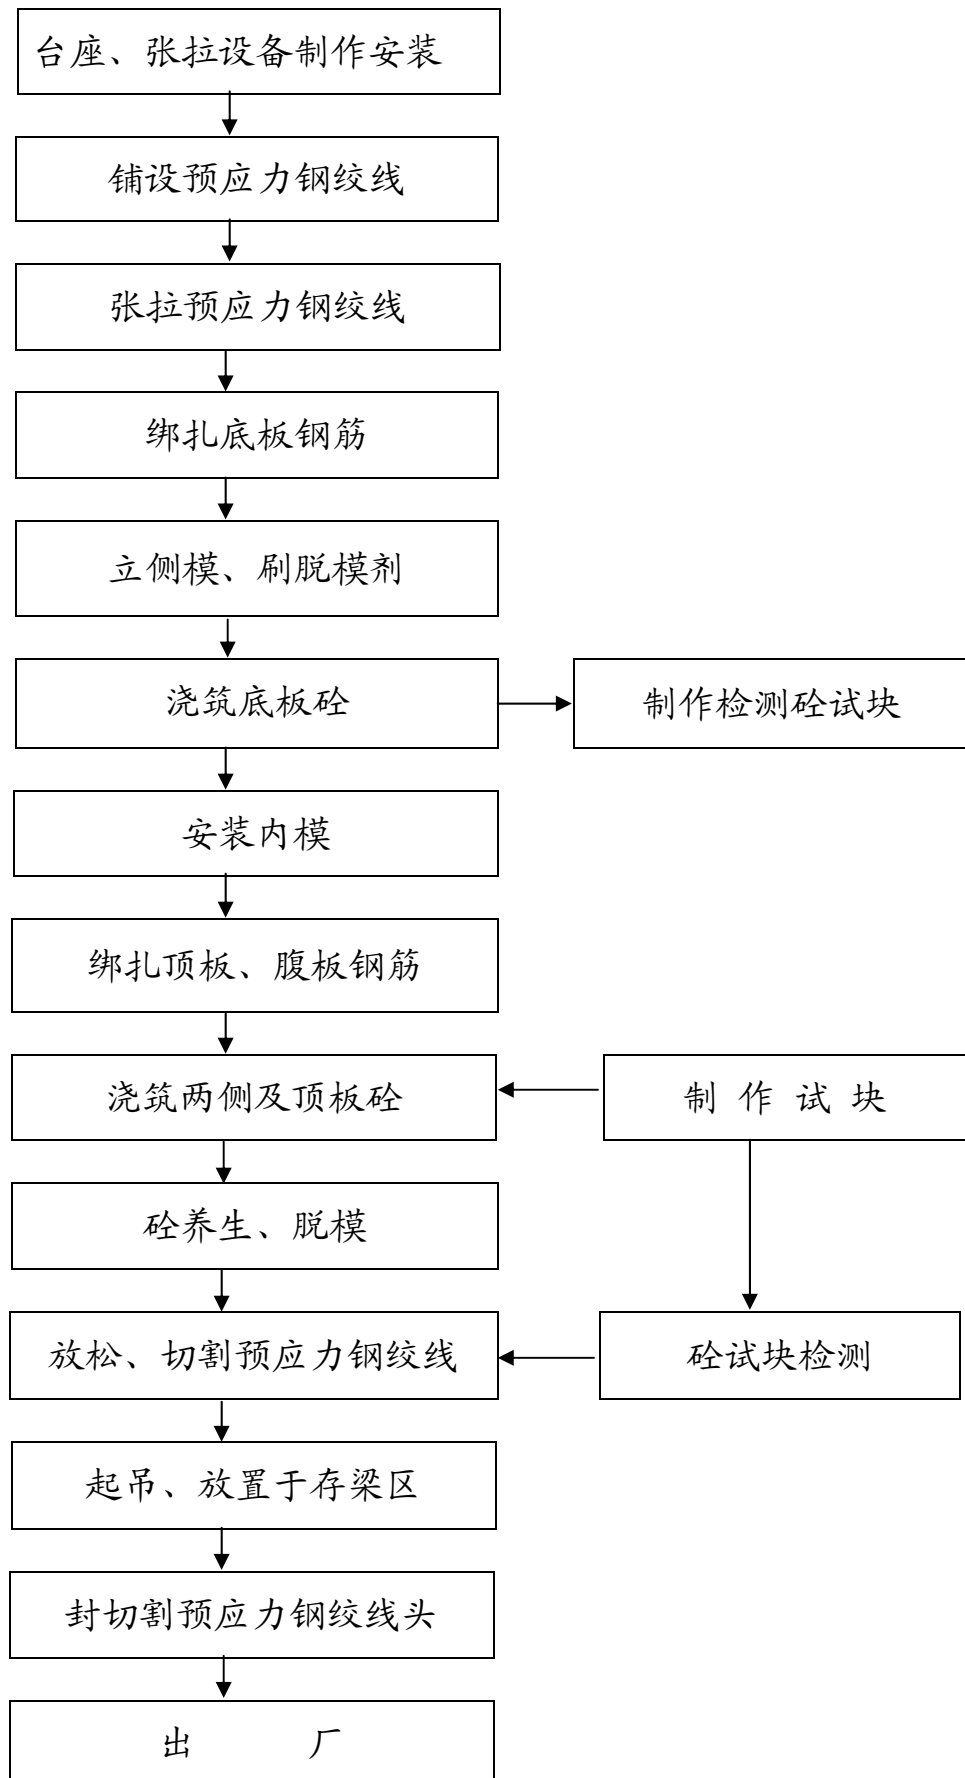 台座、张拉设备制作安装
铺设预应力钢绞线
张拉预应力钢绞线
绑扎底板钢筋
立侧模、刷脱模剂
浇筑底板砼
制作检测砼试块
安装内模
绑扎顶板、腹板钢筋
浇筑两侧及顶板砼
制 作 试 块
砼养生、脱模
放松、切割预应力钢绞线
砼试块检测
起吊、放置于存梁区
封切割预应力钢绞线头
出 厂